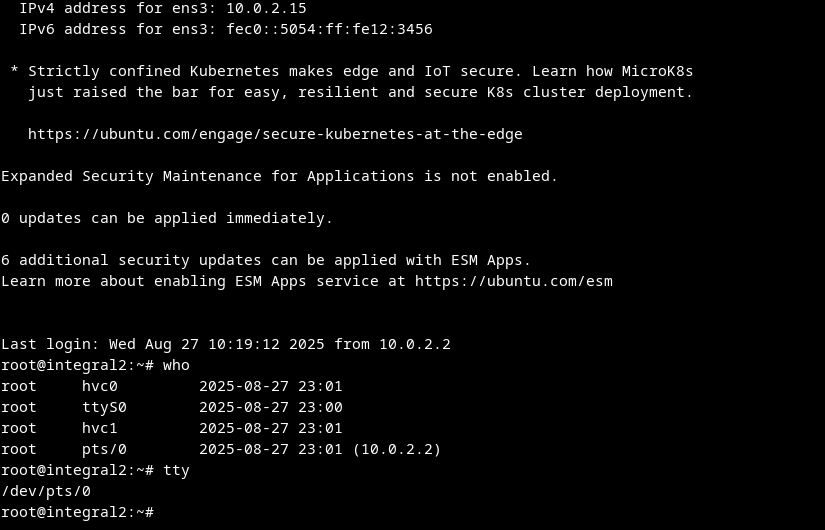 IPv4 address for ens3: 10.0.2.15
IPv6 address for ens3: fec0::5054:ff:fe12:3456
* Strictly confined Kubernetes makes edge and IoT secure. Learn how MicroK8s
just raised the bar for easy, resilient and secure K8s cluster deployment.
https://ubuntu.com/engage/secure-kubernetes-at-the-edge
Expanded Security Maintenance for Applications is not enabled.
0 updates can be applied immediately.
6 additional security updates can be applied with ESM Apps.
Learn more about enabling ESM Apps service at https://ubuntu.com/esm
Last login: Wed Aug 27 10:19:12 2025 from 10.0.2.2
root@integral2:~# who
root     hvc0         2025-08-27 23:01
root     ttyS0        2025-08-27 23:00
root     hvc1         2025-08-27 23:01
root     pts/0        2025-08-27 23:01 (10.0.2.2)
root@integral2:~# tty
/dev/pts/0
root@integral2:~#